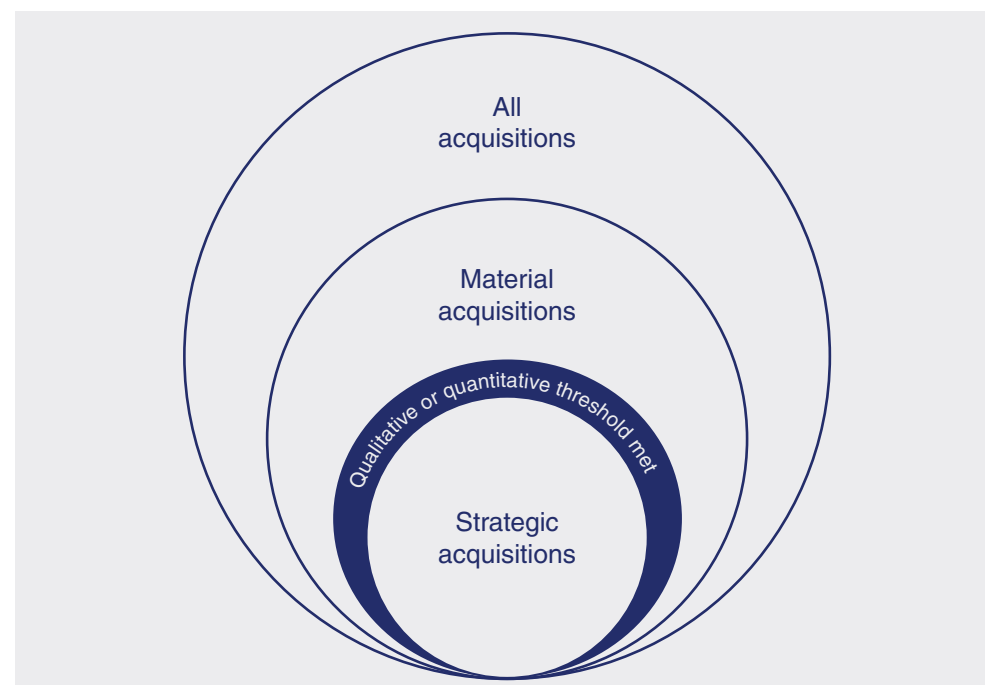 All
acquisitions
Material
acquisitions
Qualitative or quantitative threshold met
Strategic
acquisitions